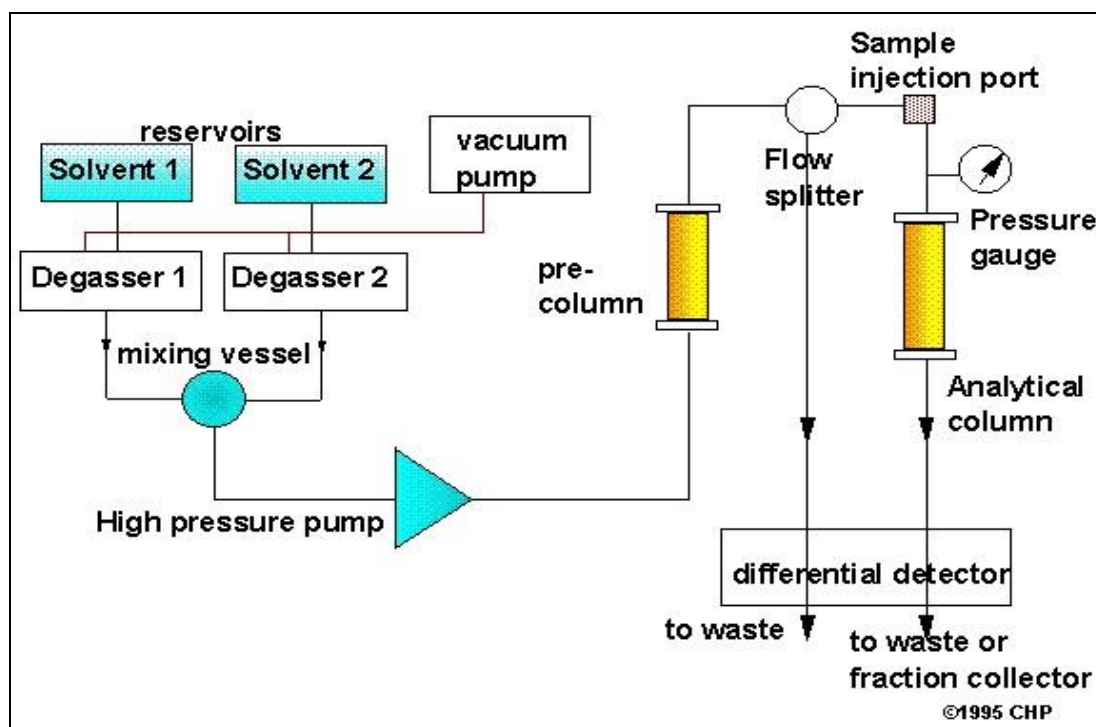 Sample
injection port
reservoirs
vacuum
pump
Solvent 1
Solvent 2
Flow
splitter
Pressure
gauge
Degasser 1
Degasser 2
pre-
column
mixing vessel
Analytical
column
High pressure pump
differential detector
to waste
to waste or
fraction collector
©1995 CHP